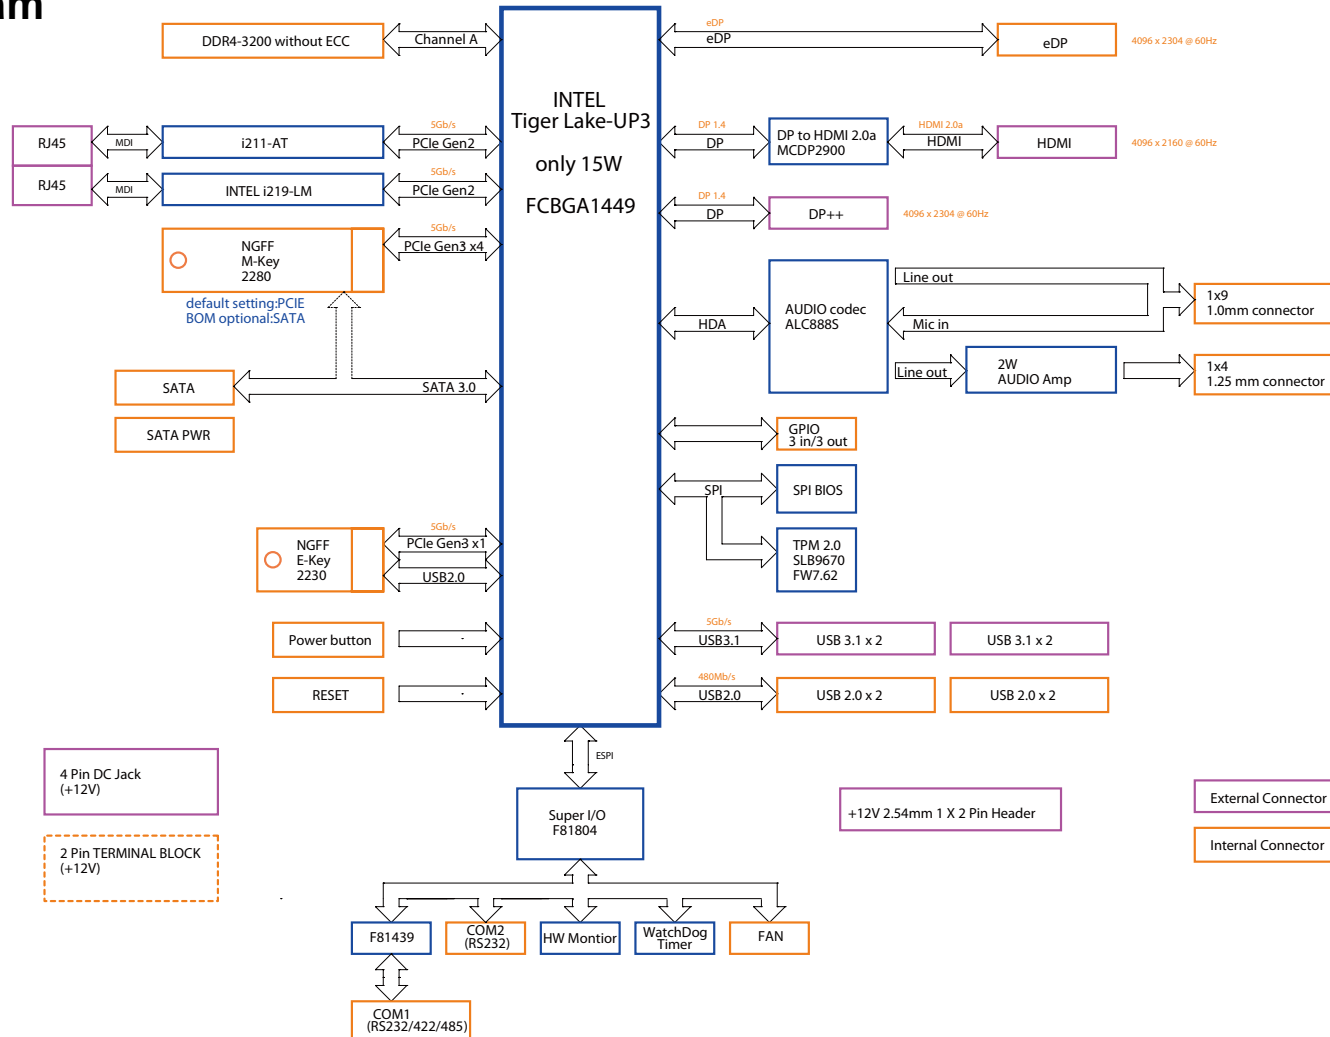 DDR4-3200 without ECC
Channel A
eDP
eDP
eDP
4096 x 2304 @ 60Hz
INTEL
Tiger Lake-UP3
only 15W
FCBGA1449
RJ45
MDI
i211-AT
5Gb/s
PCIe Gen2
RJ45
MDI
INTEL i219-LM
5Gb/s
PCIe Gen2
DP 1.4
DP
DP to HDMI 2.0a
MCDP2900
HDMI 2.0a
HDMI
HDMI
4096 x 2160 @ 60Hz
DP 1.4
DP
DP++
4096 x 2304 @ 60Hz
NGFF
M-Key
2280
5Gb/s
PCIe Gen3 x4
default setting:PCIE
BOM optional:SATA
HDA
AUDIO codec
ALC888S
Line out
Mic in
1x9
1.0mm connector
Line out
2W
AUDIO Amp
1x4
1.25 mm connector
SATA
SATA 3.0
SATA PWR
GPIO
3 in/3 out
SPI
SPI BIOS
TPM 2.0
SLB9670
FW7.62
NGFF
E-Key
2230
5Gb/s
PCIe Gen3 x1
USB2.0
Power button
RESET
5Gb/s
USB3.1
USB 3.1 x 2
USB 3.1 x 2
480Mb/s
USB2.0
USB 2.0 x 2
USB 2.0 x 2
ESPI
4 Pin DC Jack
(+12V)
2 Pin TERMINAL BLOCK
(+12V)
Super I/O
F81804
+12V 2.54mm 1 X 2 Pin Header
External Connector
Internal Connector
F81439
COM2
(RS232)
HW Montior
WatchDog
Timer
FAN
COM1
(RS232/422/485)